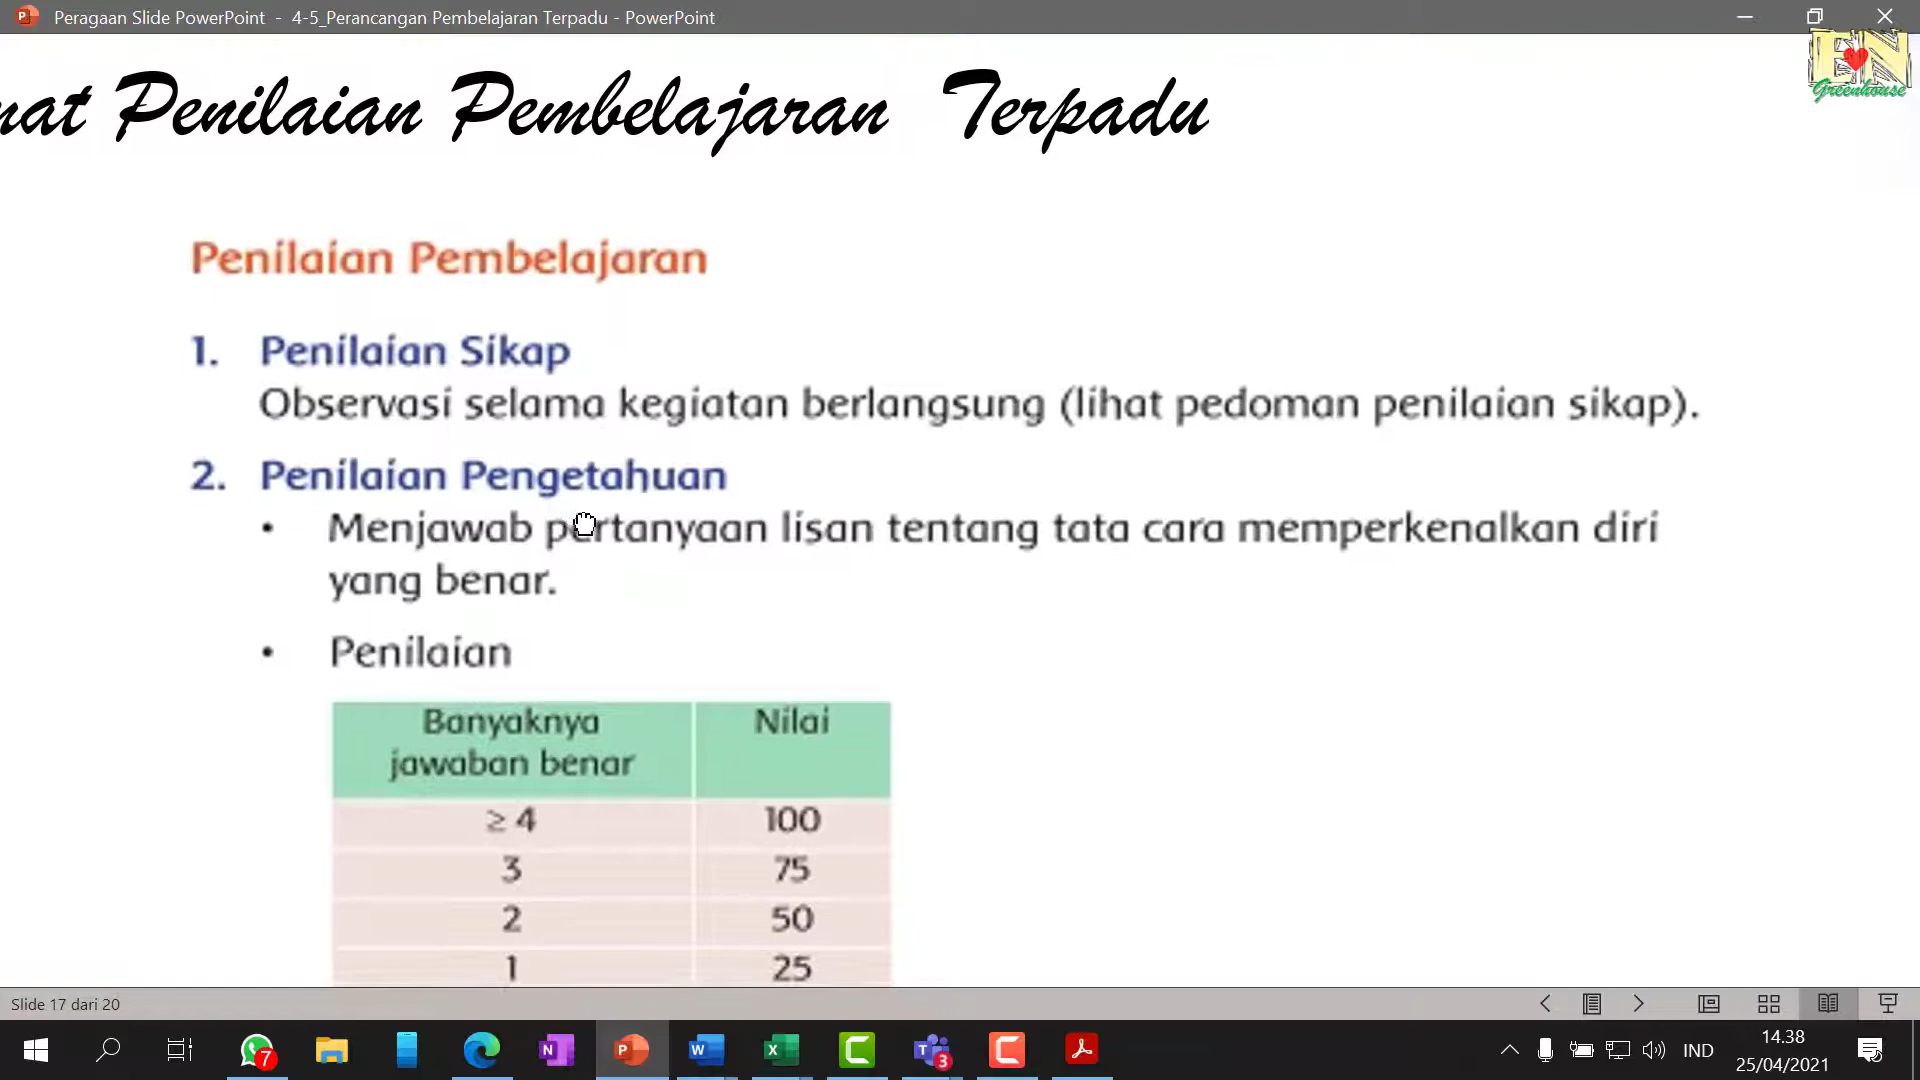 Peragaan Slide PowerPoint - 4-5_Perancangan Pembelajaran Terpadu - PowerPoint
EN
Greenhouse
mat Penilaian Pembelajaran Terpadu
Penilaian Pembelajaran
1. Penilaian Sikap
Observasi selama kegiatan berlangsung (lihat pedoman penilaian sikap).
2. Penilaian Pengetahuan
• Menjawab pertanyaan lisan tentang tata cara memperkenalkan diri
yang benar.
• Penilaian
Banyaknya jawaban benar Nilai
≥ 4 100
3 75
2 50
1 25
Slide 17 dari 20
7
3
IND
14.38
25/04/2021